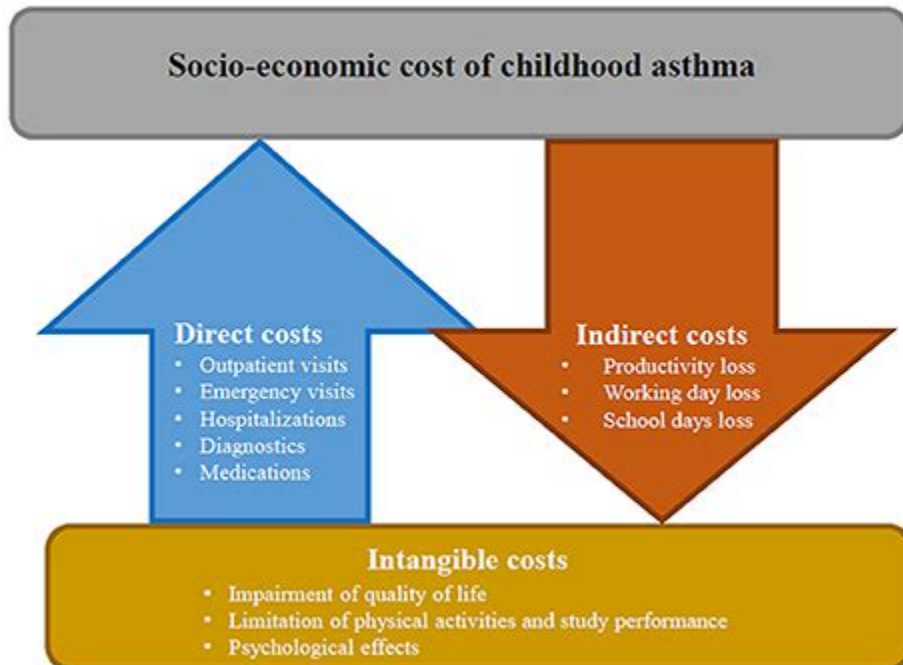 Socio-economic cost of childhood asthma
Direct costs
• Outpatient visits
• Emergency visits
• Hospitalizations
• Diagnostics
• Medications
Indirect costs
• Productivity loss
• Working day loss
• School days loss
Intangible costs
• Impairment of quality of life
• Limitation of physical activities and study performance
• Psychological effects